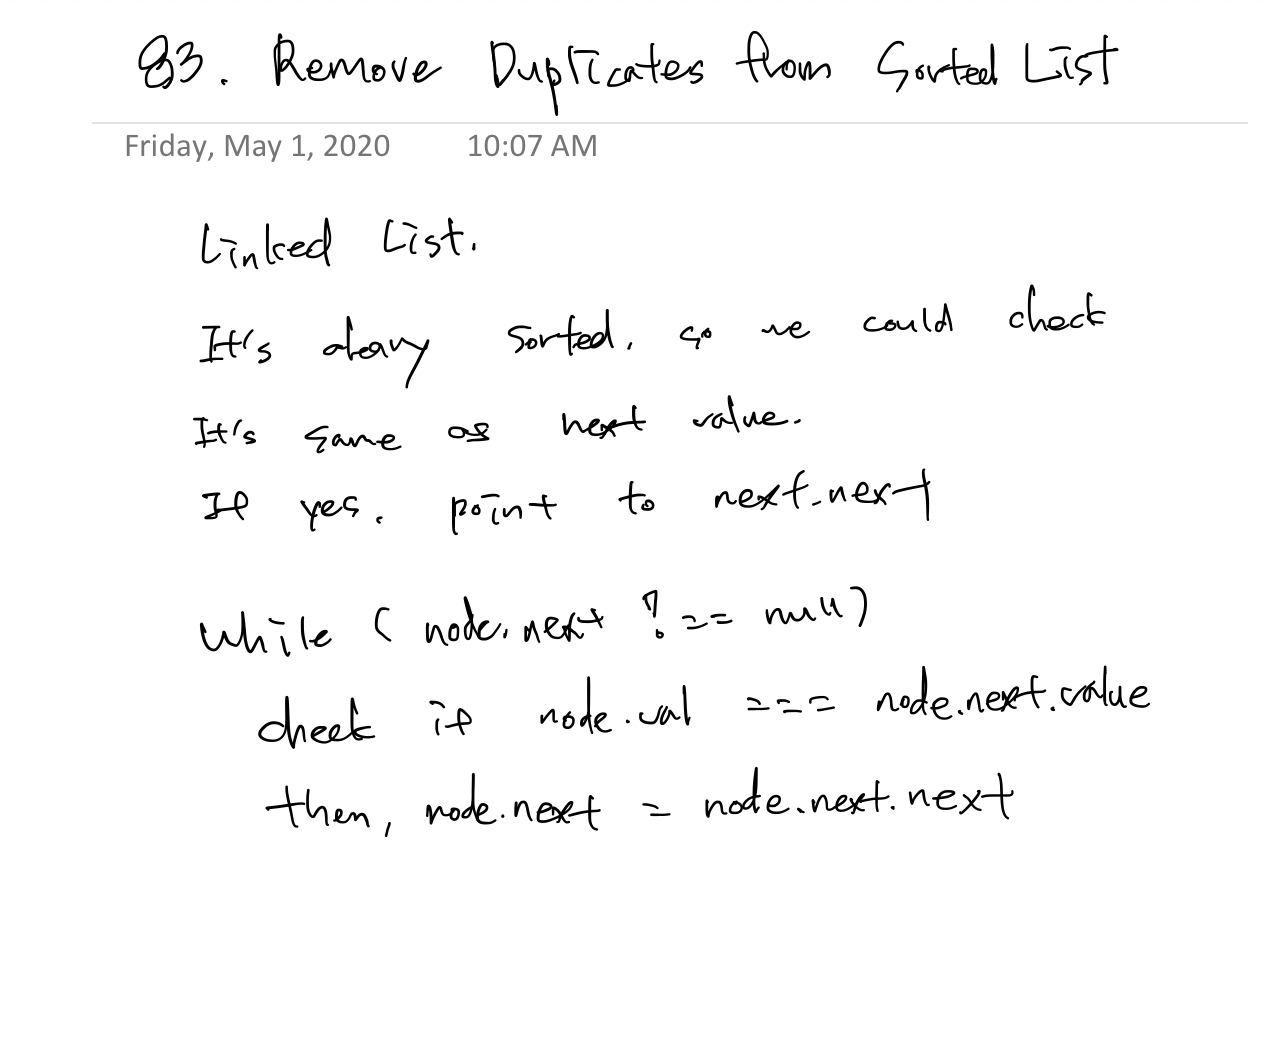 83. Remove Duplicates from Sorted List
Friday, May 1, 2020 10:07 AM
Linked List.
It's aleary sorted, so we could check
It's same as next value.
If yes. point to next.next
while (node.next !== null)
check if node.val === node.next.value
then, node.next = node.next.next